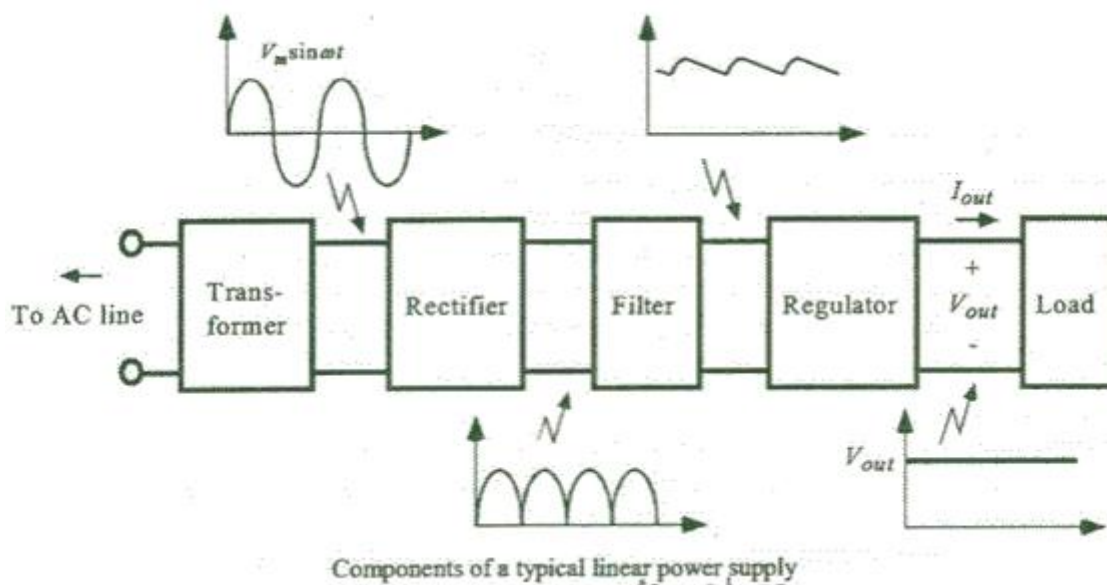 V_m sin ωt
I_out
Trans-
former
Rectifier
Filter
Regulator
+
V_out
-
Load
To AC line
V_out
Components of a typical linear power supply